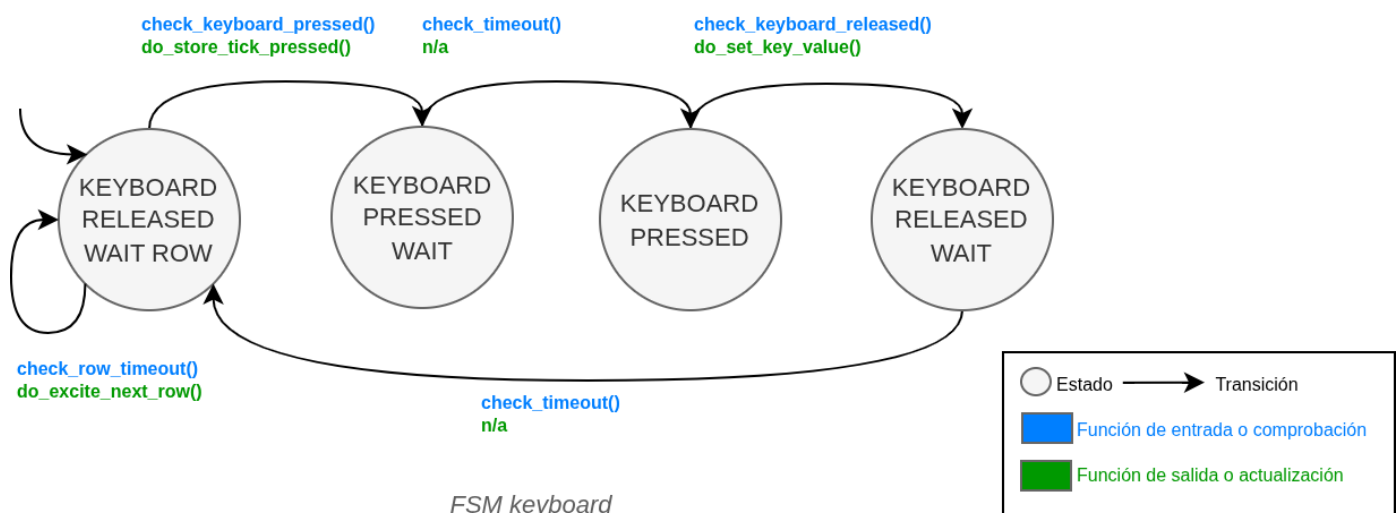 check_keyboard_pressed()
do_store_tick_pressed()
check_timeout()
n/a
check_keyboard_released()
do_set_key_value()
KEYBOARD
RELEASED
WAIT ROW
KEYBOARD
PRESSED
WAIT
KEYBOARD
PRESSED
KEYBOARD
RELEASED
WAIT
check_row_timeout()
do_excite_next_row()
check_timeout()
n/a
Estado
Transición
Función de entrada o comprobación
Función de salida o actualización
FSM keyboard